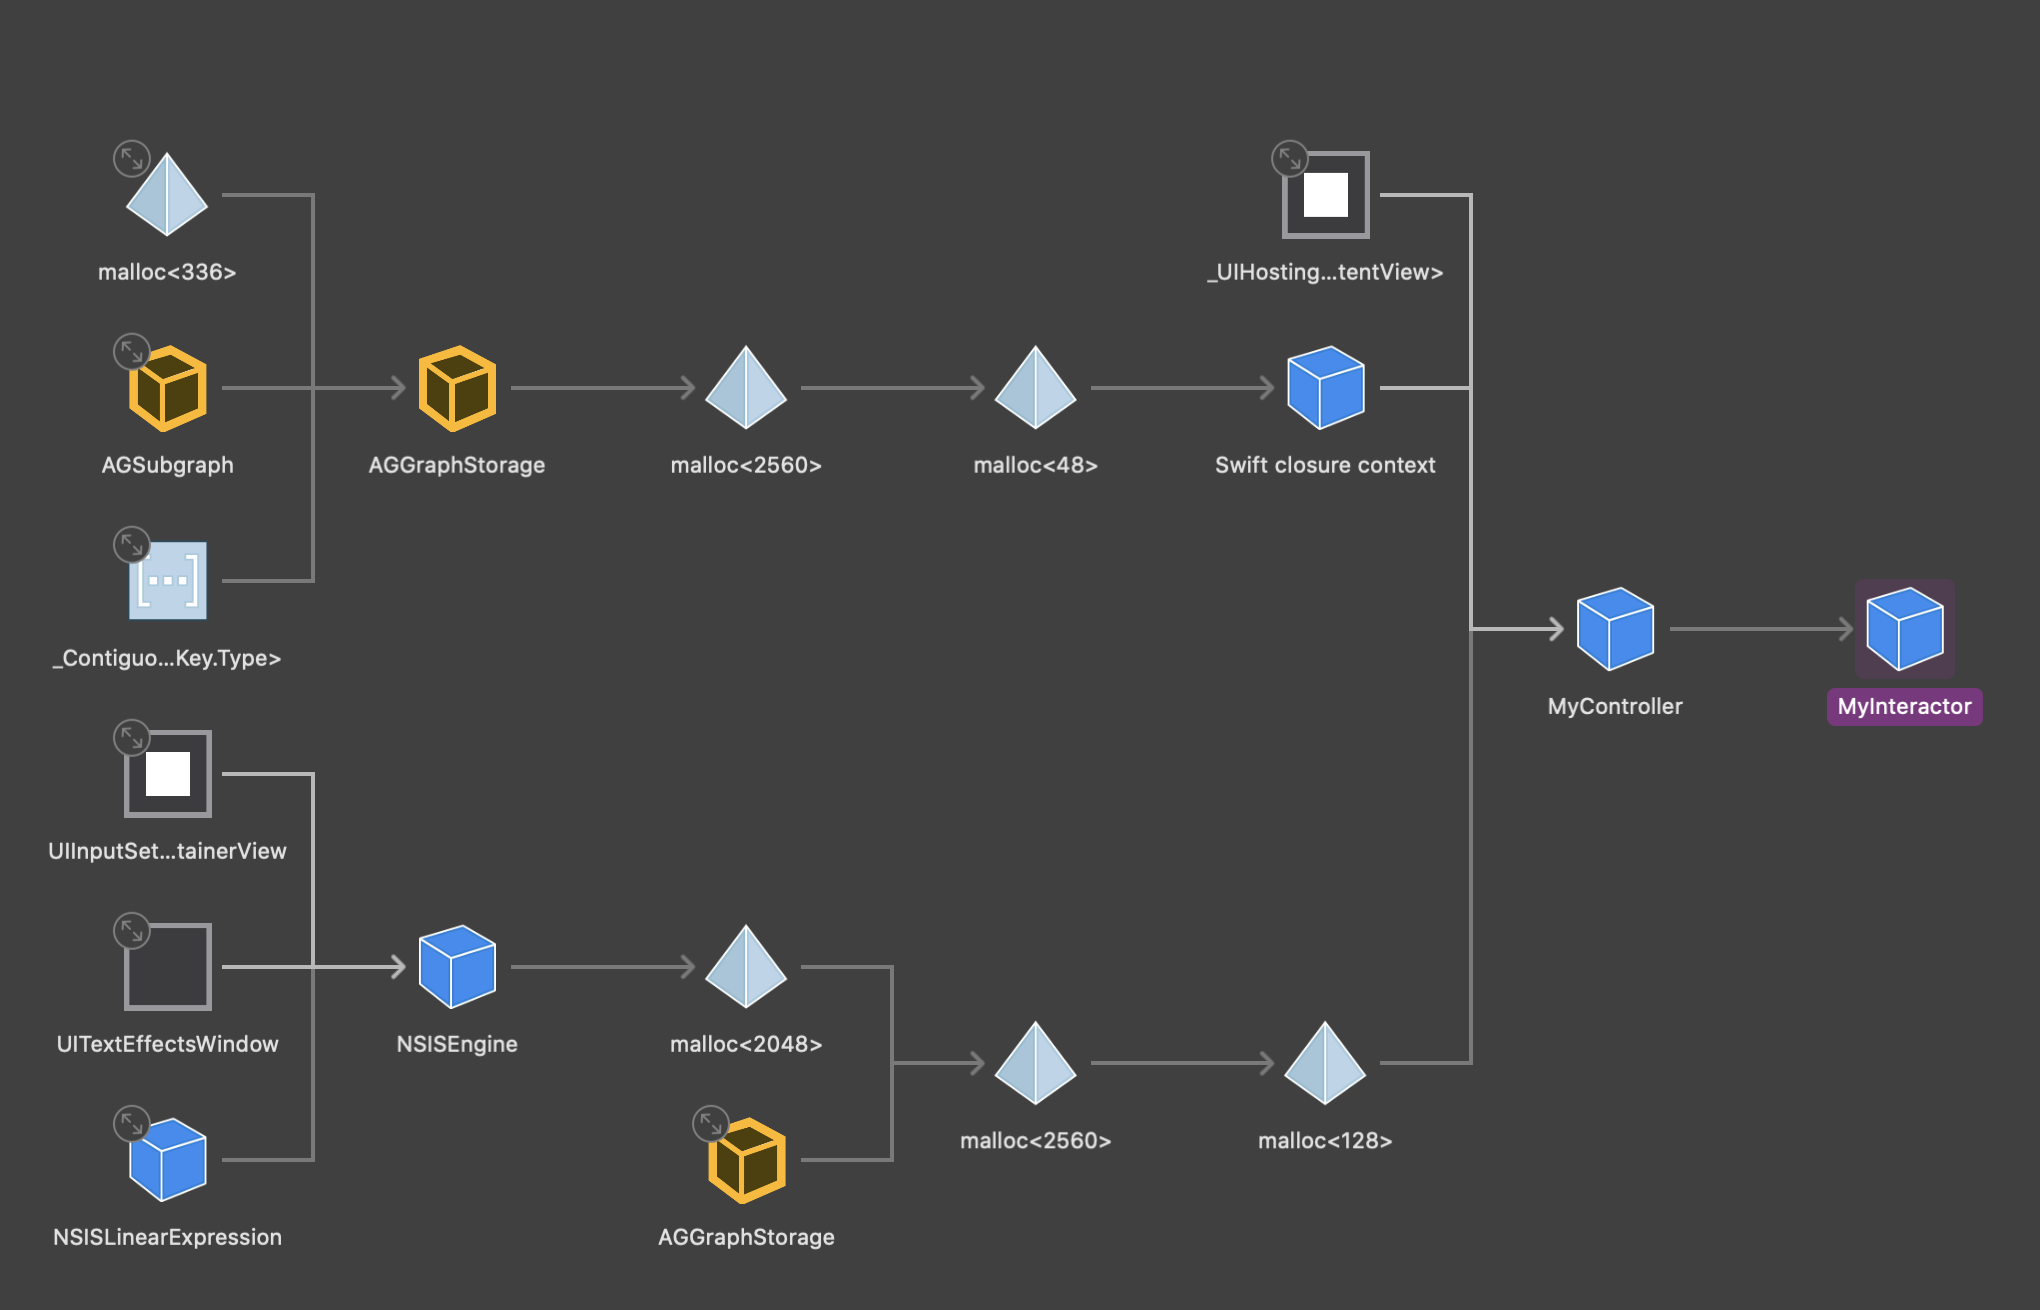 malloc<336>
_UIHosting...tentView>
AGSubgraph
AGGraphStorage
malloc<2560>
malloc<48>
Swift closure context
_Contiguo...Key.Type>
MyController
MyInteractor
UIInputSet...tainerView
UITextEffectsWindow
NSISEngine
malloc<2048>
malloc<2560>
malloc<128>
NSISLinearExpression
AGGraphStorage